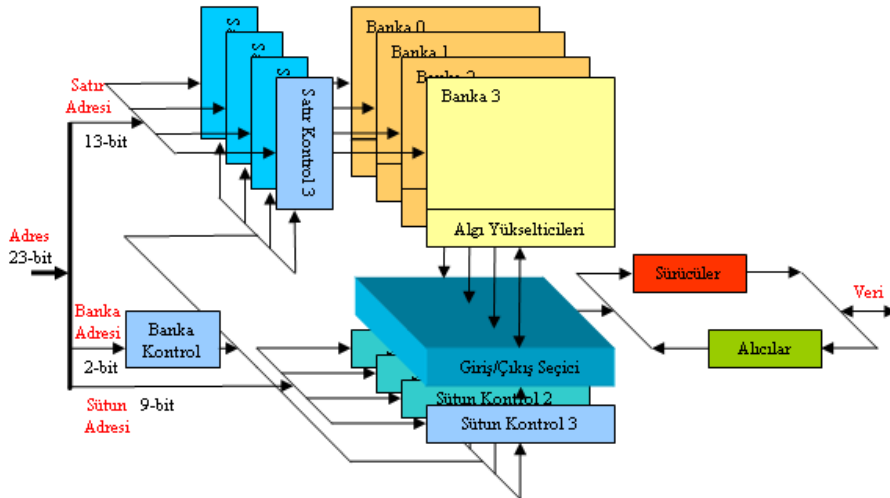 Banka 0
Banka 1
Banka 3
Satır Kontrol 3
Satır
Adresi
13-bit
Algı Yükselticileri
Adres
23-bit
Sürücüler
Veri
Banka
Adresi
Banka
Kontrol
2-bit
Alıcılar
Giriş/Çıkış Seçici
Sütun
Adresi
9-bit
Sütun Kontrol 2
Sütun Kontrol 3